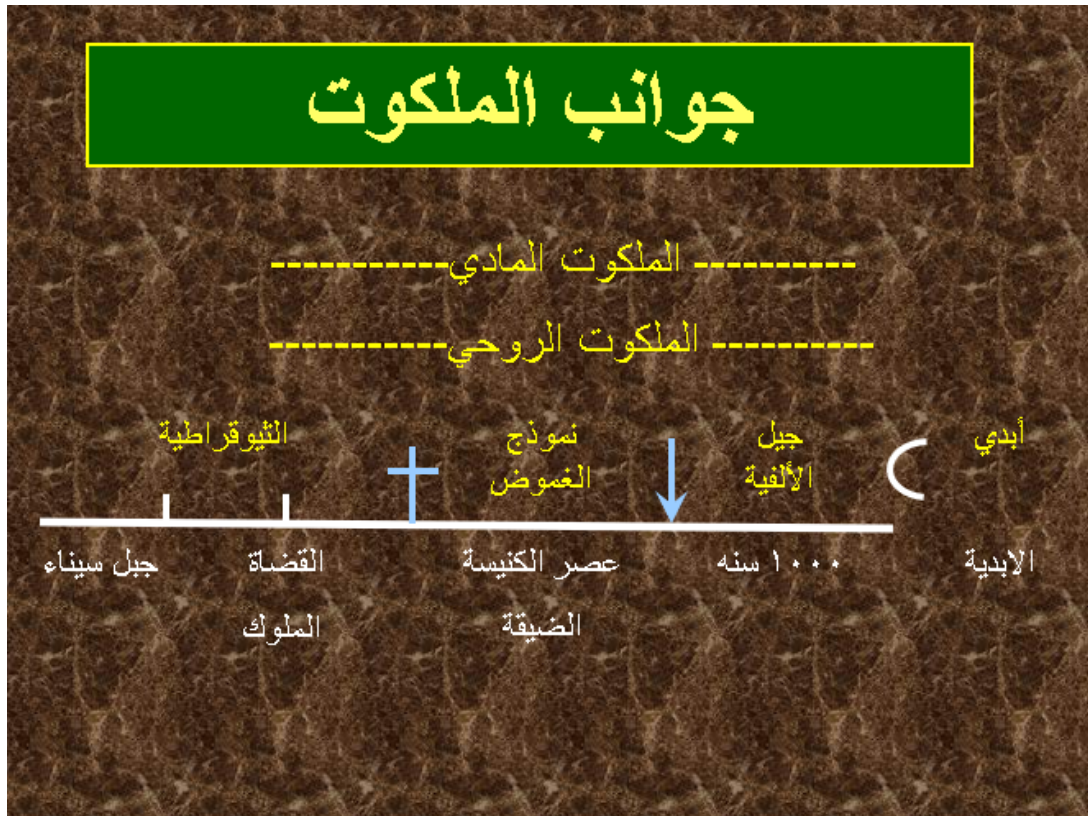 جوانب الملكوت
---------- الملكوت المادي-----------
---------- الملكوت الروحي-----------
الثيوقراطية
نموذج
الغموض
جيل
الألفية
أبدي
جبل سيناء
القضاة
الملوك
عصر الكنيسة
الضيقة
١٠٠٠ سنه
الابدية